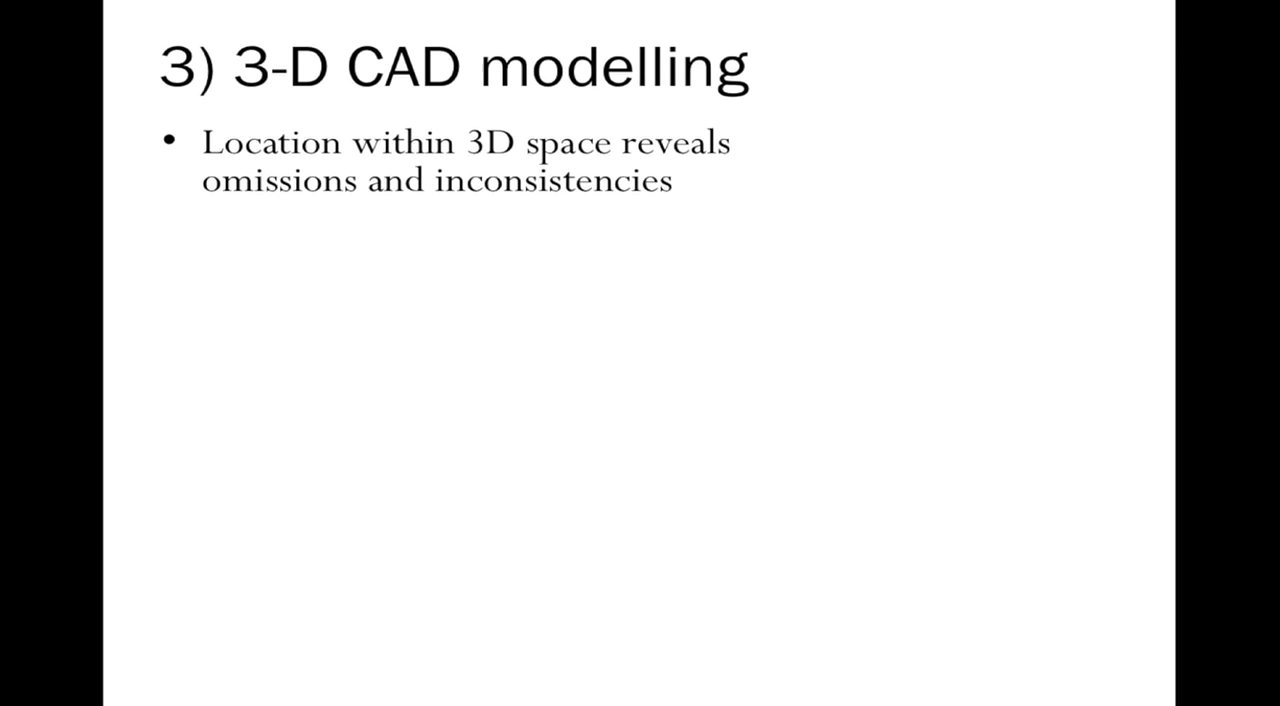 3) 3-D CAD modelling
• Location within 3D space reveals
omissions and inconsistencies